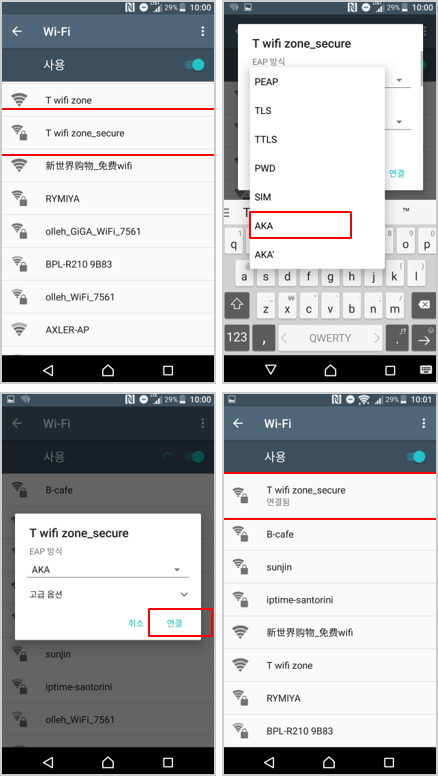 29% 10:00
Wi-Fi
사용
T wifi zone
T wifi zone_secure
新世界购物_免费wifi
RYMIYA
olleh_GiGA_WiFi_7561
BPL-R210 9B83
olleh_WiFi_7561
AXLER-AP
29% 10:00
T wifi zone_secure
EAP 방식
PEAP
TLS
TTLS
PWD
SIM
AKA
AKA'
연결
T ™
q o p
1 9 0
a s d f g h j k l
z x c v b n m
123 , QWERTY . ,!?
29% 10:00
Wi-Fi
사용
B-cafe
T wifi zone_secure
EAP 방식
AKA
고급 옵션
취소 연결
sunjin
iptime-santorini
olleh_WiFi_7561
29% 10:01
Wi-Fi
사용
T wifi zone_secure
연결됨
B-cafe
sunjin
iptime-santorini
新世界购物_免费wifi
T wifi zone
RYMIYA
BPL-R210 9B83